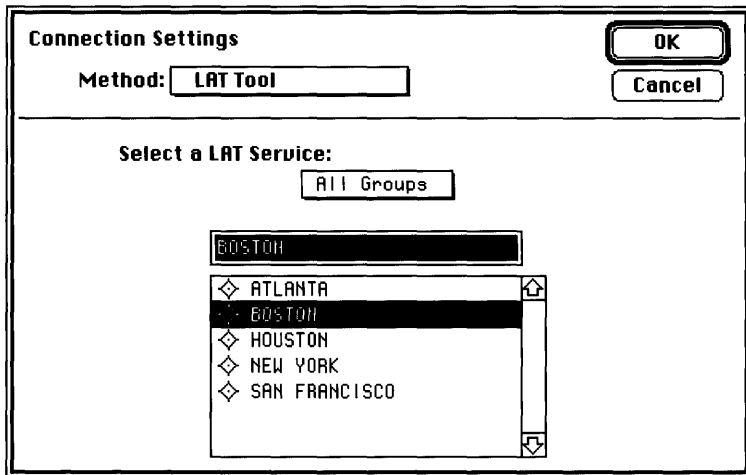 Connection Settings
OK
Method: LAT Tool
Cancel
Select a LAT Service:
All Groups
BOSTON
ATLANTA
BOSTON
HOUSTON
NEW YORK
SAN FRANCISCO